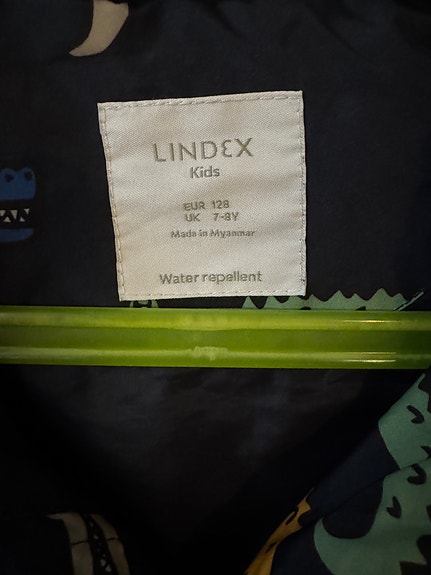 LINDEX
Kids
EUR 128
UK 7-8Y
Made in Myanmar
Water repellent